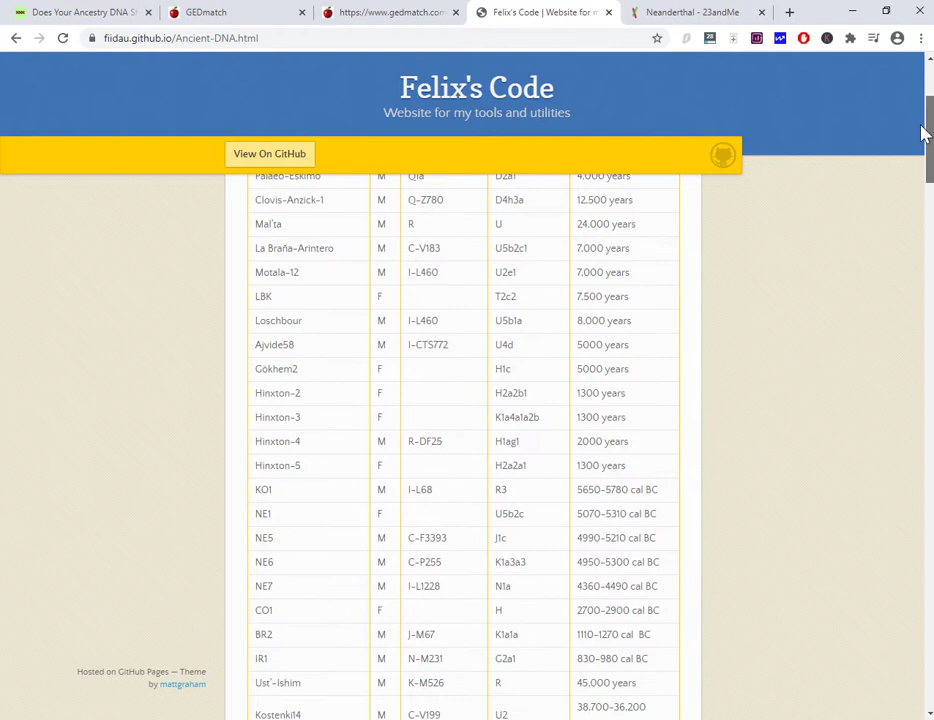 Does Your Ancestry DNA S
GEDmatch
https://www.gedmatch.com
Felix's Code | Website for m
Neanderthal - 23andMe
fiidau.github.io/Ancient-DNA.html
Felix's Code
Website for my tools and utilities
View On GitHub
Palaeo-Eskimo M Q1a D2a1 4,000 years
Clovis-Anzick-1 M Q-Z780 D4h3a 12,500 years
Mal'ta M R U 24,000 years
La Braña-Arintero M C-V183 U5b2c1 7,000 years
Motala-12 M I-L460 U2e1 7,000 years
LBK F T2c2 7,500 years
Loschbour M I-L460 U5b1a 8,000 years
Ajvide58 M I-CTS772 U4d 5000 years
Gökhem2 F H1c 5000 years
Hinxton-2 F H2a2b1 1300 years
Hinxton-3 F K1a4a1a2b 1300 years
Hinxton-4 M R-DF25 H1ag1 2000 years
Hinxton-5 F H2a2a1 1300 years
KO1 M I-L68 R3 5650-5780 cal BC
NE1 F U5b2c 5070-5310 cal BC
NE5 M C-F3393 J1c 4990-5210 cal BC
NE6 M C-P255 K1a3a3 4950-5300 cal BC
NE7 M I-L1228 N1a 4360-4490 cal BC
CO1 F H 2700-2900 cal BC
BR2 M J-M67 K1a1a 1110-1270 cal BC
IR1 M N-M231 G2a1 830-980 cal BC
Ust'-Ishim M K-M526 R 45,000 years
Kostenki14 M C-V199 U2 38,700-36,200
Hosted on GitHub Pages — Theme
by mattgraham